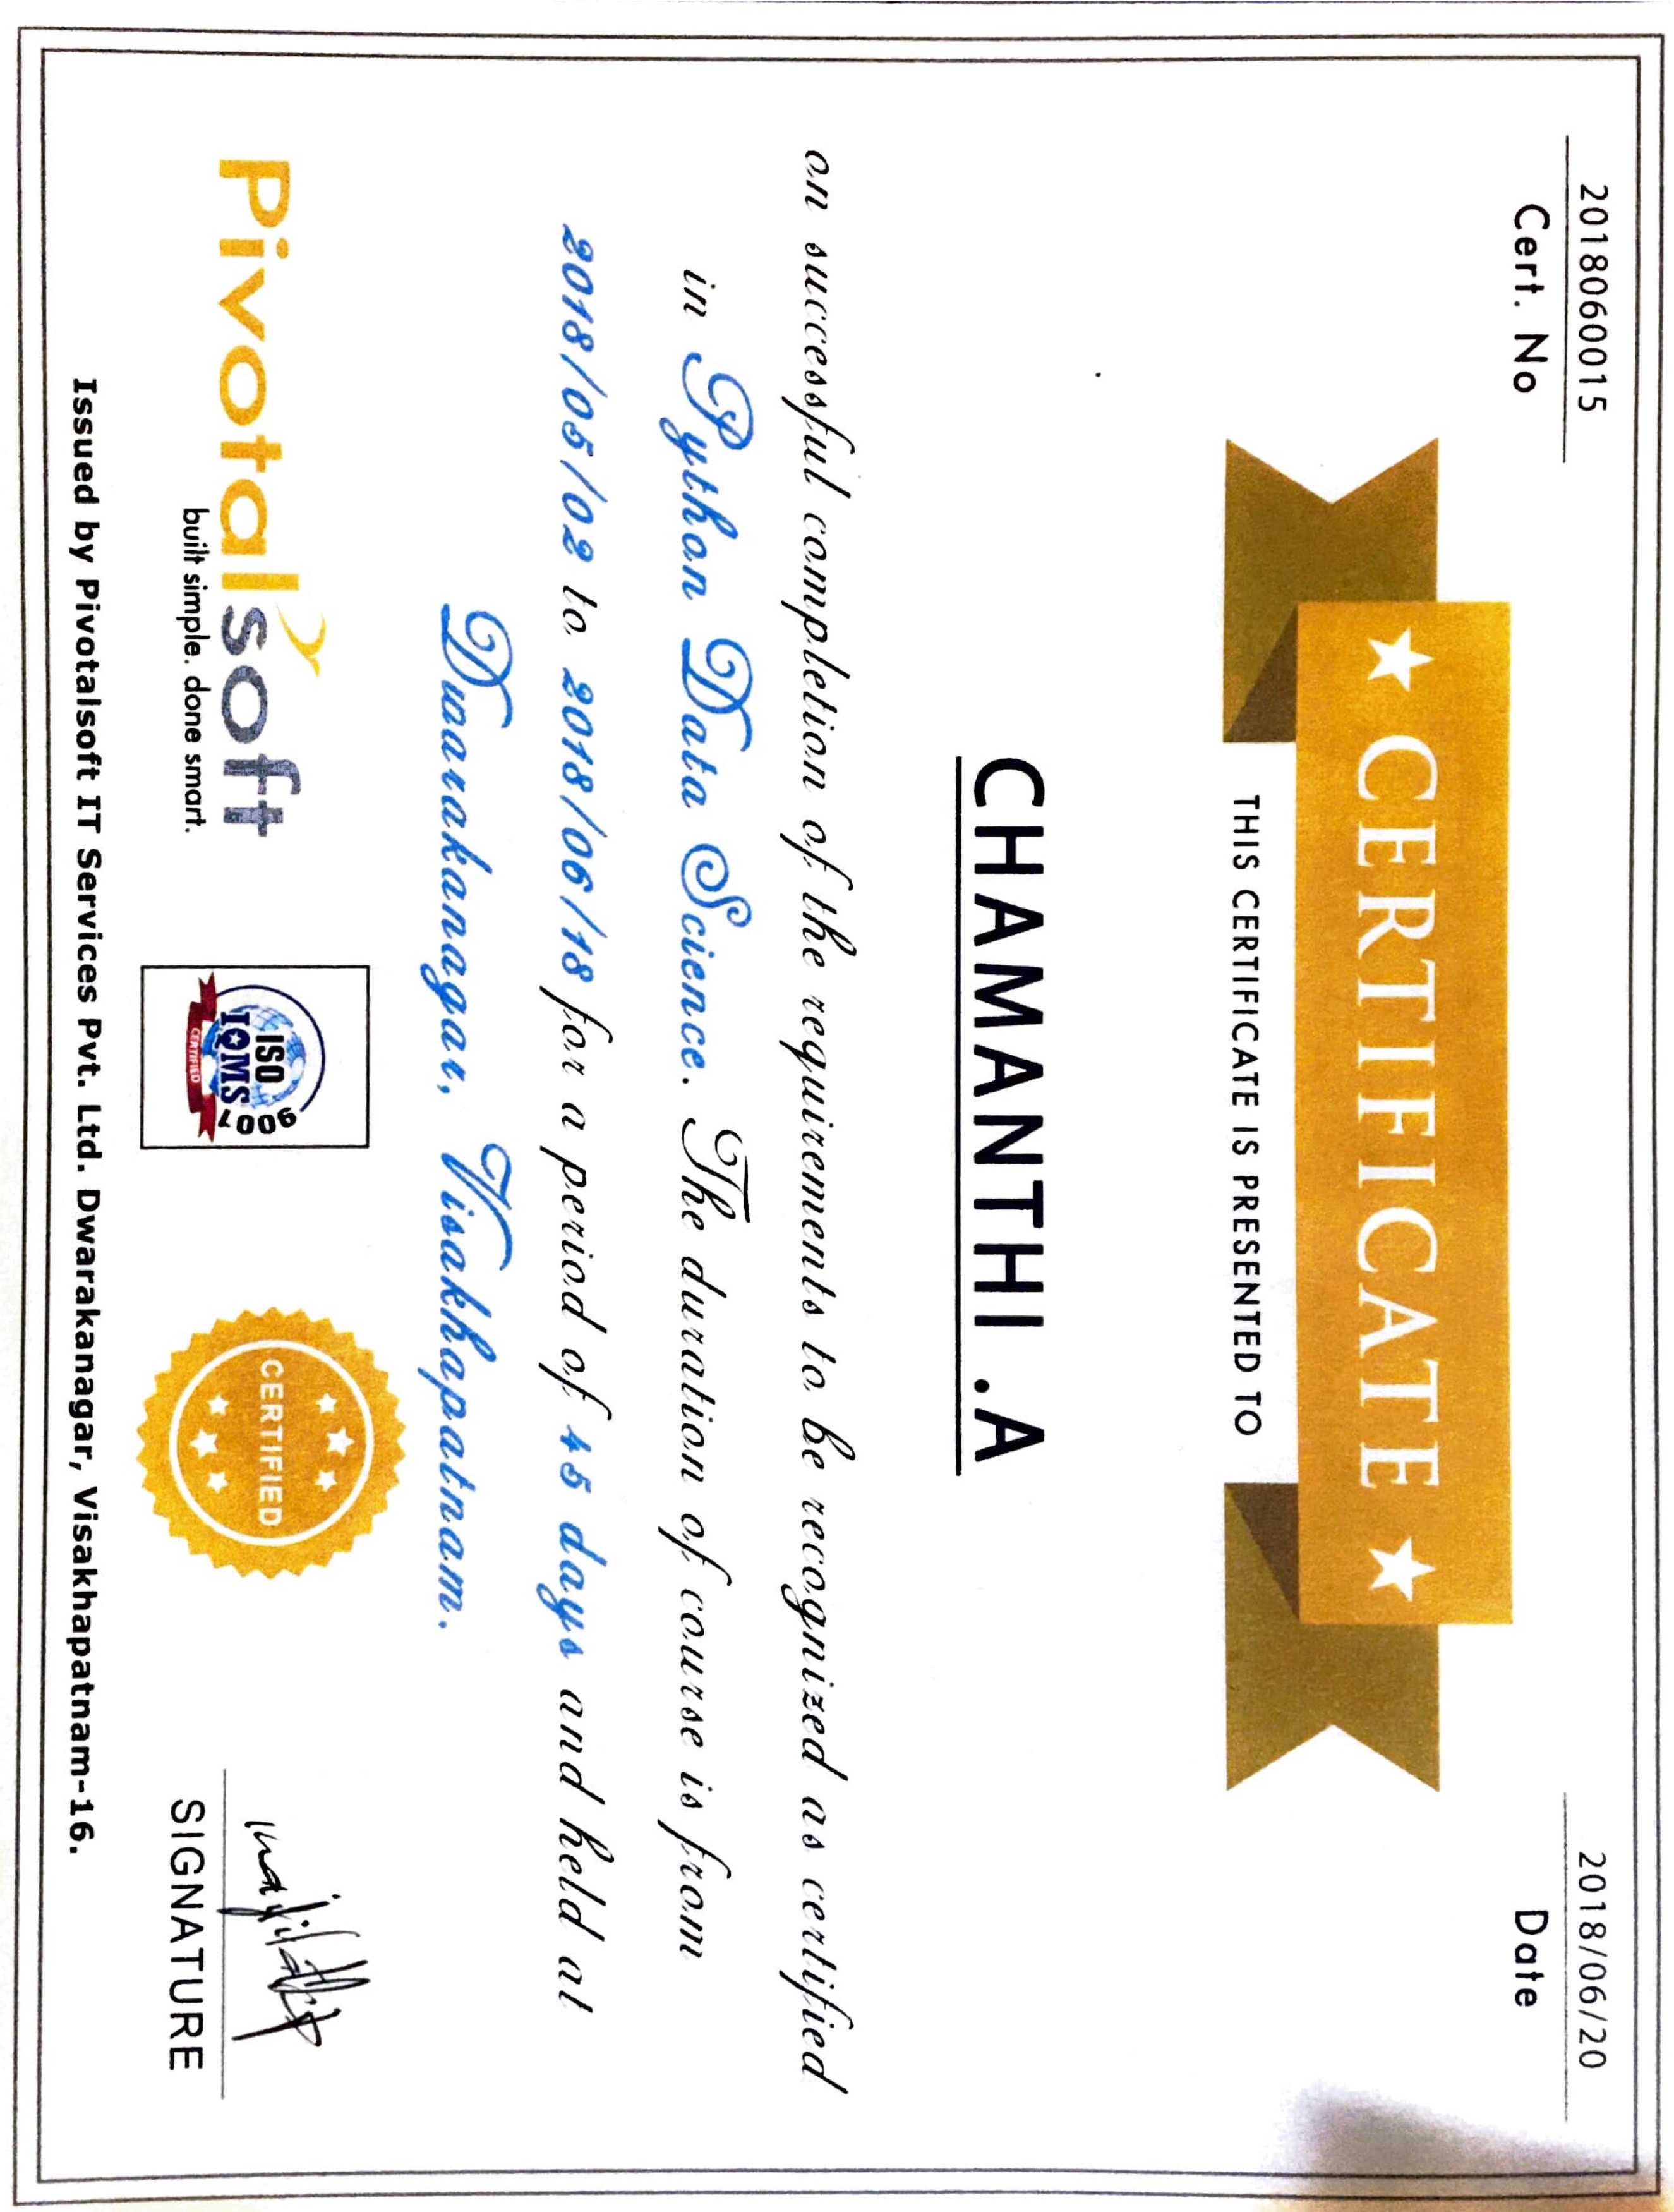 2018060015
Cert. No
2018/06/20
Date
CERTIFICATE
THIS CERTIFICATE IS PRESENTED TO
CHAMANTHI .A
on successful completion of the requirements to be recognized as certified
in Python Data Science. The duration of course is from
2018/05/02 to 2018/06/18 for a period of 45 days and held at
Dwarakanagar, Visakhapatnam.
Pivotalsoft
built simple. done smart.
ISO 9001
IQMS
CERTIFIED
CERTIFIED
SIGNATURE
Issued by Pivotalsoft IT Services Pvt. Ltd. Dwarakanagar, Visakhapatnam-16.